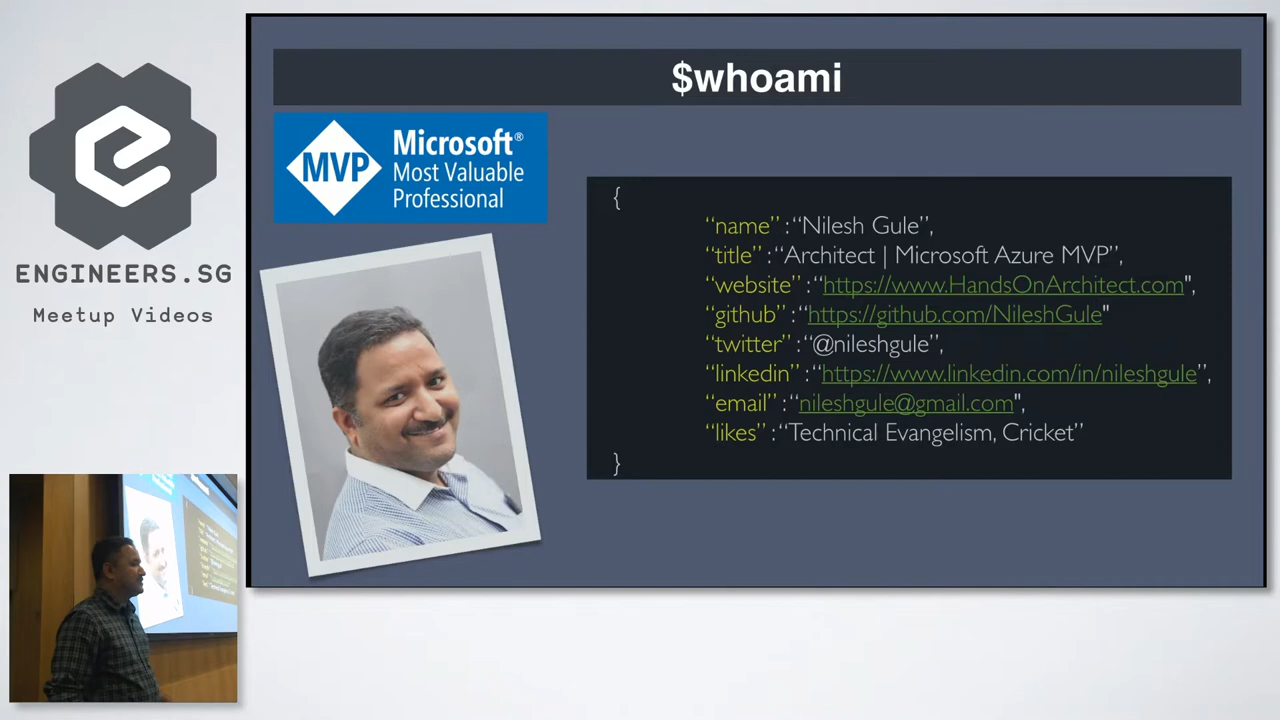 $whoami
MVP
Microsoft®
Most Valuable
Professional
ENGINEERS.SG
Meetup Videos
{
“name” :“Nilesh Gule”,
“title” :“Architect | Microsoft Azure MVP”,
“website” :“https://www.HandsOnArchitect.com",
“github” :“https://github.com/NileshGule"
“twitter” :“@nileshgule”,
“linkedin” :“https://www.linkedin.com/in/nileshgule”,
“email” :“nileshgule@gmail.com",
“likes” :“Technical Evangelism, Cricket”
}